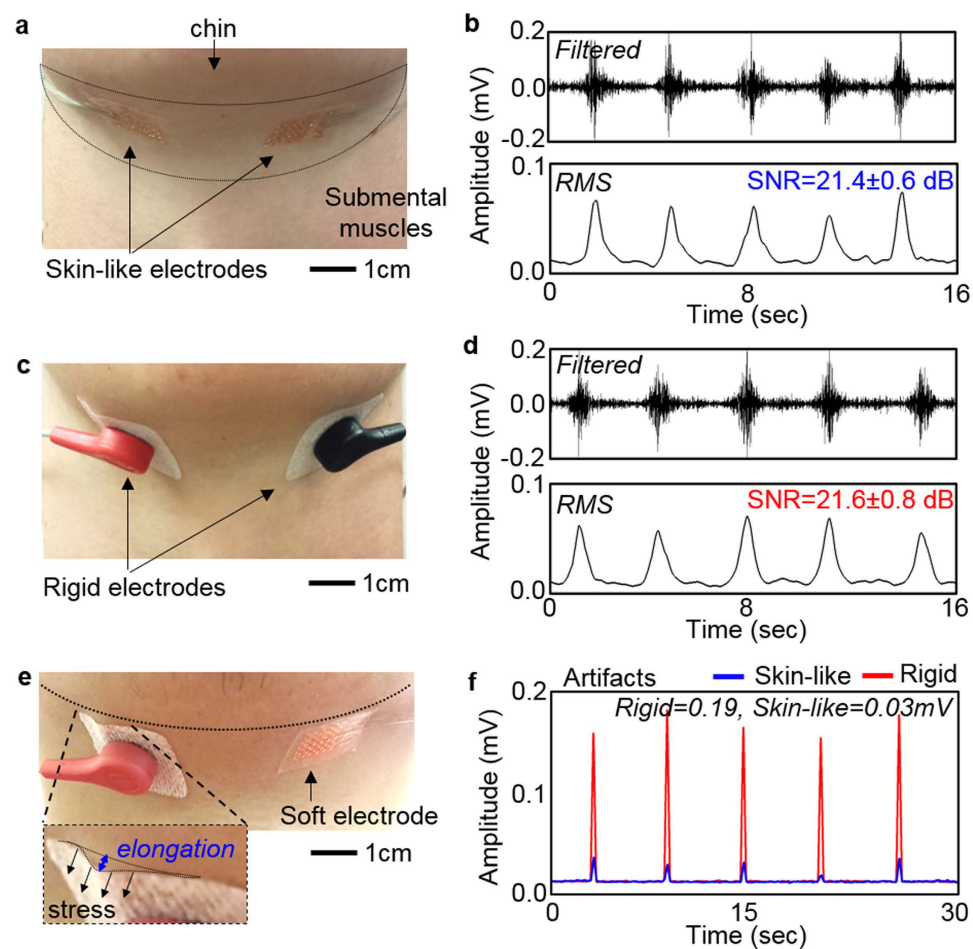 a
chin
Submental
muscles
Skin-like electrodes
1cm
b
Amplitude (mV)
0.2
0.0
-0.2
Filtered
0.1
0.0
RMS
SNR=21.4±0.6 dB
0
8
16
Time (sec)
c
Rigid electrodes
1cm
d
Amplitude (mV)
0.2
0.0
-0.2
Filtered
0.1
0.0
RMS
SNR=21.6±0.8 dB
0
8
16
Time (sec)
e
Soft electrode
elongation
stress
1cm
f
Artifacts
Skin-like
Rigid
Rigid=0.19, Skin-like=0.03mV
Amplitude (mV)
0.2
0.1
0.0
0
15
30
Time (sec)